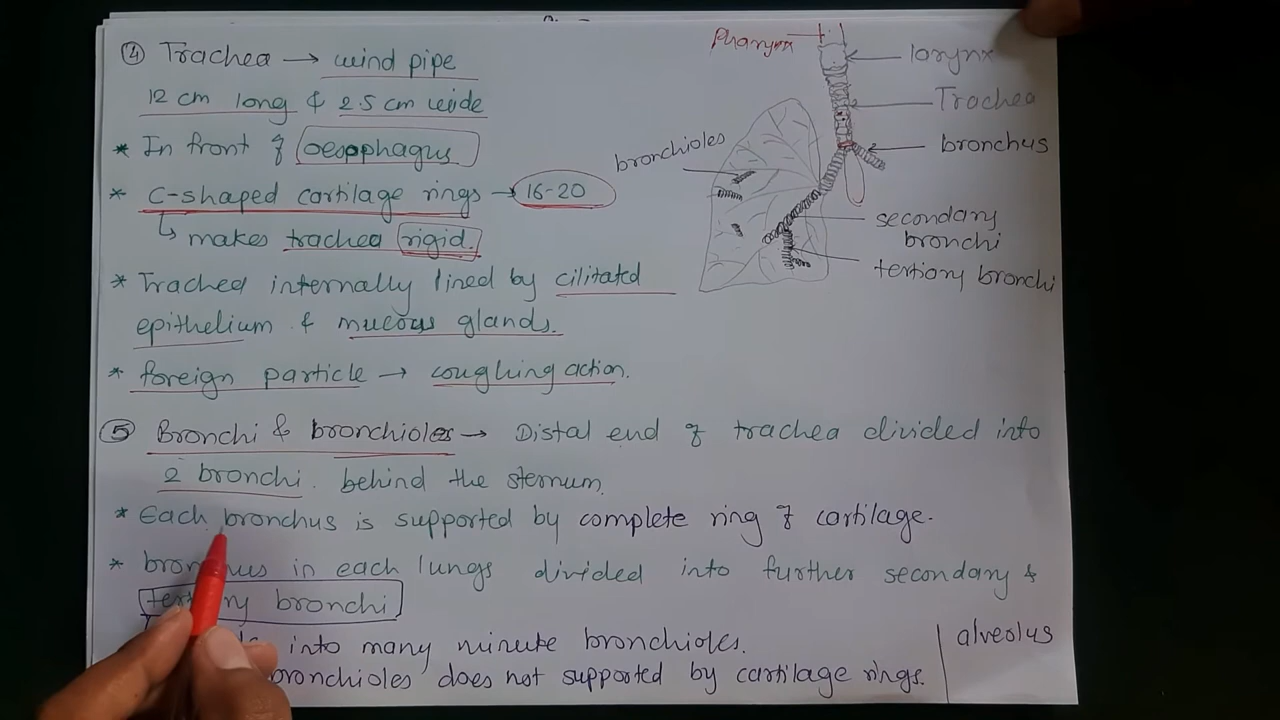 ④ Trachea → wind pipe
12 cm long & 2.5 cm wide
* In front of oesophagus
* C-shaped cartilage rings → 16-20
↳ makes trachea rigid.
* Trachea internally lined by cilitated
epithelium & mucous glands.
* foreign particle → coughing action.
⑤ Bronchi & bronchioles → Distal end of trachea divided into
2 bronchi. behind the sternum.
* Each bronchus is supported by complete ring of cartilage.
* bronchus in each lungs divided into further secondary &
tertiary bronchi
into many minute bronchioles.
bronchioles does not supported by cartilage rings.
alveolus
Pharynx
larynx
Trachea
bronchus
bronchioles
secondary
bronchi
tertiary bronchi